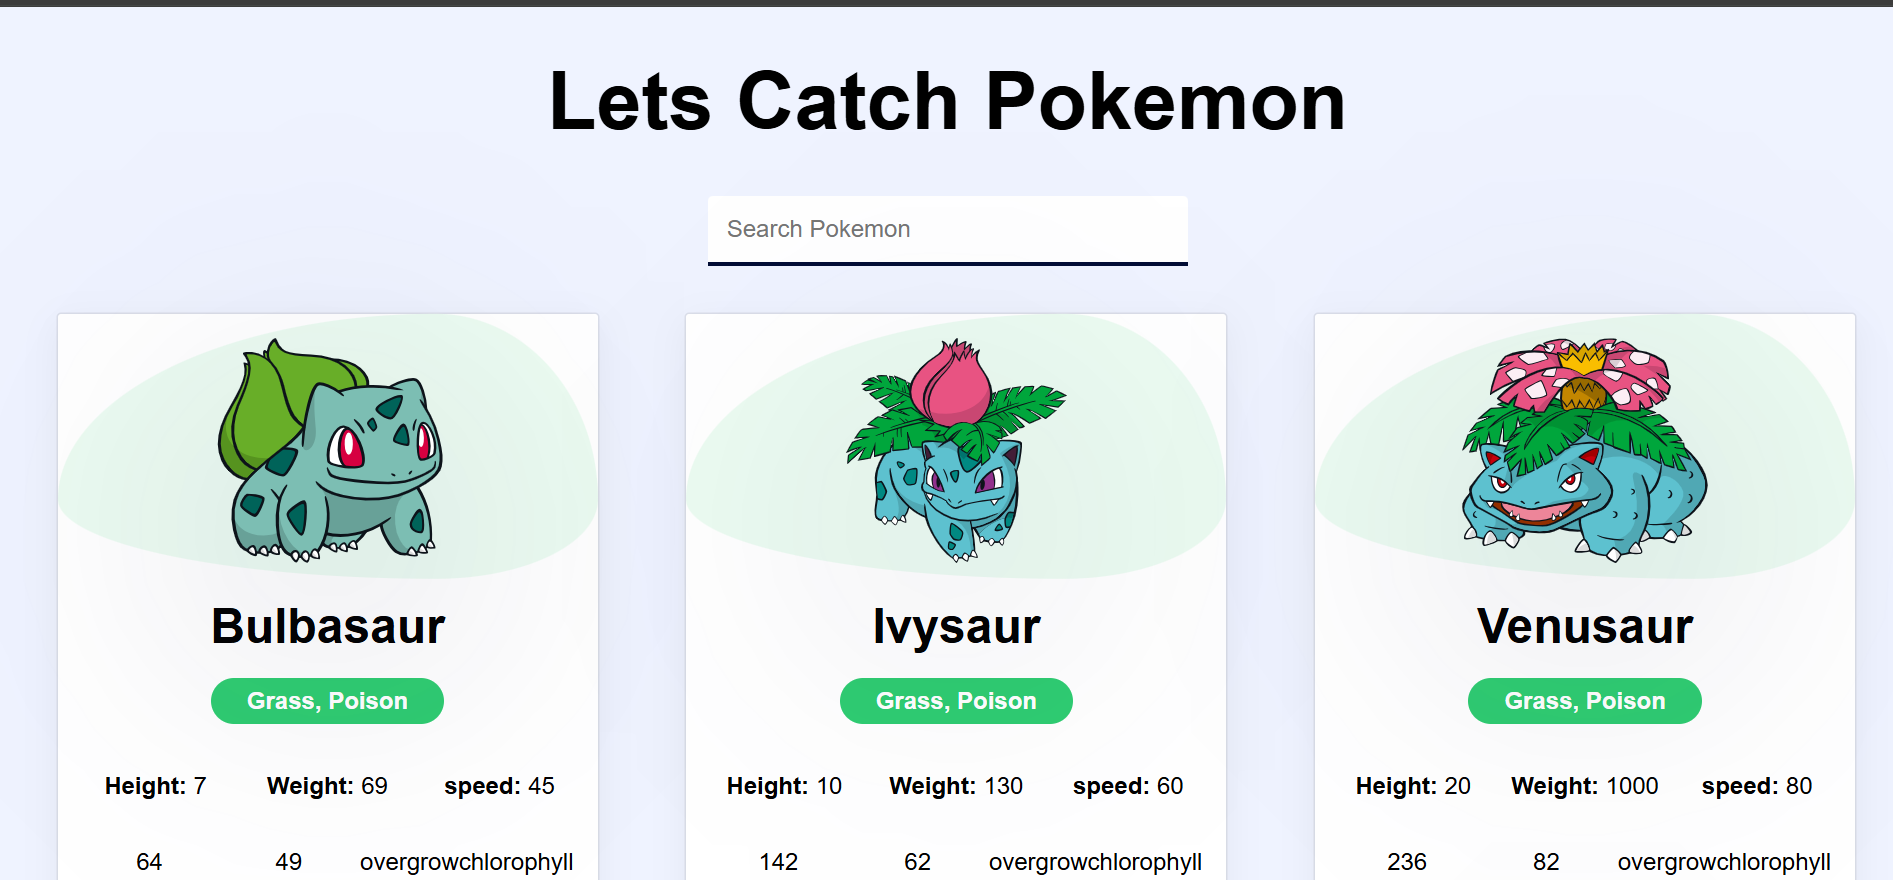 Lets Catch Pokemon
Search Pokemon
Bulbasaur
Grass, Poison
Height: 7 Weight: 69 speed: 45
64 49 overgrowchlorophyll
Ivysaur
Grass, Poison
Height: 10 Weight: 130 speed: 60
142 62 overgrowchlorophyll
Venusaur
Grass, Poison
Height: 20 Weight: 1000 speed: 80
236 82 overgrowchlorophyll